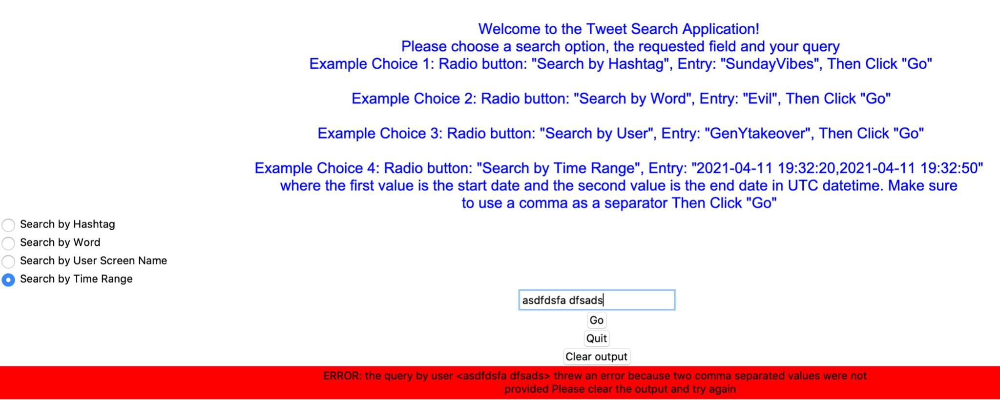 Welcome to the Tweet Search Application!
Please choose a search option, the requested field and your query
Example Choice 1: Radio button: "Search by Hashtag", Entry: "SundayVibes", Then Click "Go"
Example Choice 2: Radio button: "Search by Word", Entry: "Evil", Then Click "Go"
Example Choice 3: Radio button: "Search by User", Entry: "GenYtakeover", Then Click "Go"
Example Choice 4: Radio button: "Search by Time Range", Entry: "2021-04-11 19:32:20,2021-04-11 19:32:50"
where the first value is the start date and the second value is the end date in UTC datetime. Make sure
to use a comma as a separator Then Click "Go"
Search by Hashtag
Search by Word
Search by User Screen Name
Search by Time Range
asdfdsfa dfsads
Go
Quit
Clear output
ERROR: the query by user <asdfdsfa dfsads> threw an error because two comma separated values were not
provided Please clear the output and try again